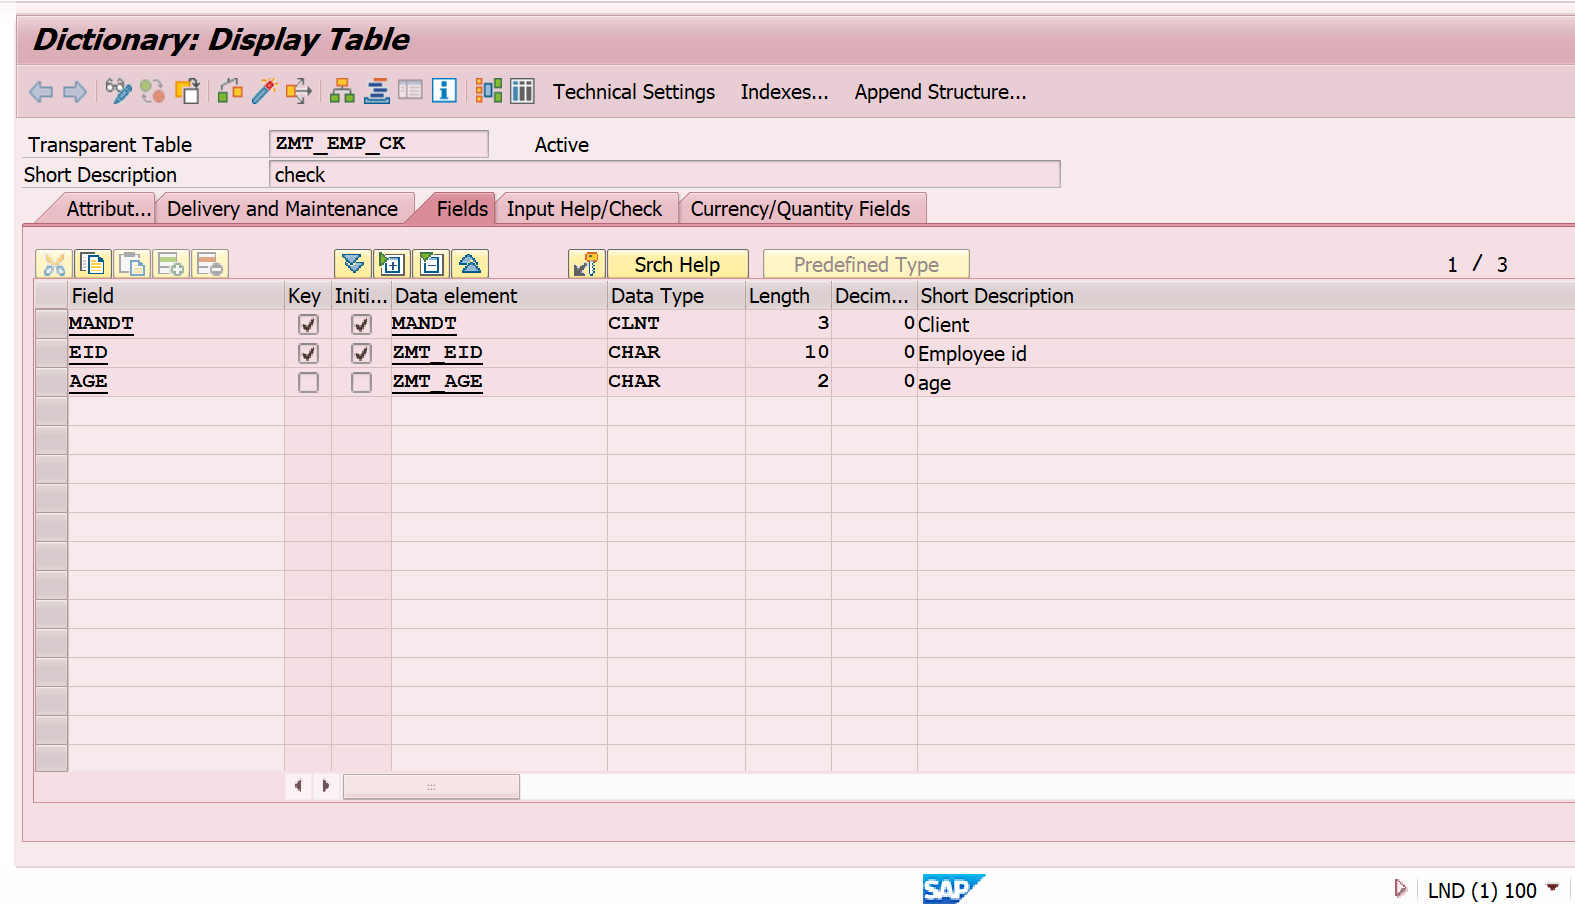 Dictionary: Display Table
Technical Settings Indexes... Append Structure...
Transparent Table ZMT_EMP_CK Active
Short Description check
Attribut... Delivery and Maintenance Fields Input Help/Check Currency/Quantity Fields
Srch Help Predefined Type 1 / 3
Field Key Initi... Data element Data Type Length Decim... Short Description
MANDT MANDT CLNT 3 0 Client
EID ZMT_EID CHAR 10 0 Employee id
AGE ZMT_AGE CHAR 2 0 age
SAP LND (1) 100